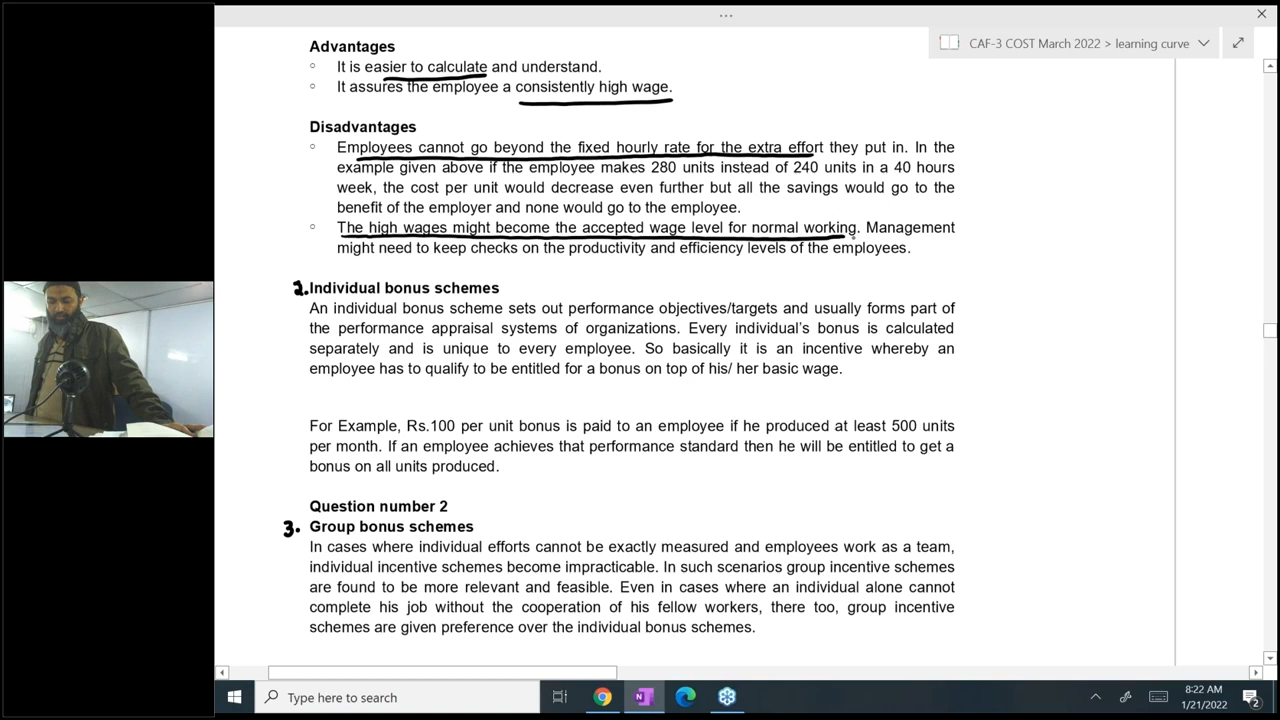 CAF-3 COST March 2022 > learning curve
Advantages
It is easier to calculate and understand.
It assures the employee a consistently high wage.
Disadvantages
Employees cannot go beyond the fixed hourly rate for the extra effort they put in. In the
example given above if the employee makes 280 units instead of 240 units in a 40 hours
week, the cost per unit would decrease even further but all the savings would go to the
benefit of the employer and none would go to the employee.
The high wages might become the accepted wage level for normal working. Management
might need to keep checks on the productivity and efficiency levels of the employees.
2. Individual bonus schemes
An individual bonus scheme sets out performance objectives/targets and usually forms part of
the performance appraisal systems of organizations. Every individual's bonus is calculated
separately and is unique to every employee. So basically it is an incentive whereby an
employee has to qualify to be entitled for a bonus on top of his/ her basic wage.
For Example, Rs.100 per unit bonus is paid to an employee if he produced at least 500 units
per month. If an employee achieves that performance standard then he will be entitled to get a
bonus on all units produced.
Question number 2
3. Group bonus schemes
In cases where individual efforts cannot be exactly measured and employees work as a team,
individual incentive schemes become impracticable. In such scenarios group incentive schemes
are found to be more relevant and feasible. Even in cases where an individual alone cannot
complete his job without the cooperation of his fellow workers, there too, group incentive
schemes are given preference over the individual bonus schemes.
Type here to search
8:22 AM
1/21/2022
2